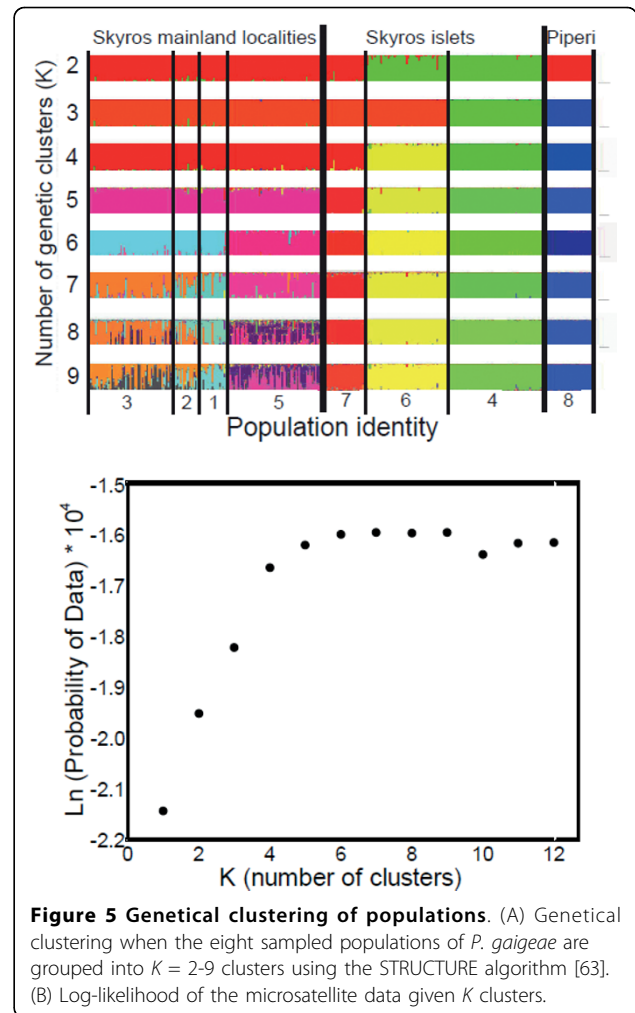 Skyros mainland localities Skyros islets Piperi
Number of genetic clusters (K)
2
3
4
5
6
7
8
9
3 2 1 5 7 6 4 8
Population identity
Ln (Probability of Data) * 10^4
-1.5
-1.6
-1.7
-1.8
-1.9
-2.0
-2.1
-2.2
0 2 4 6 8 10 12
K (number of clusters)
Figure 5 Genetical clustering of populations. (A) Genetical
clustering when the eight sampled populations of P. gaigeae are
grouped into K = 2-9 clusters using the STRUCTURE algorithm [63].
(B) Log-likelihood of the microsatellite data given K clusters.